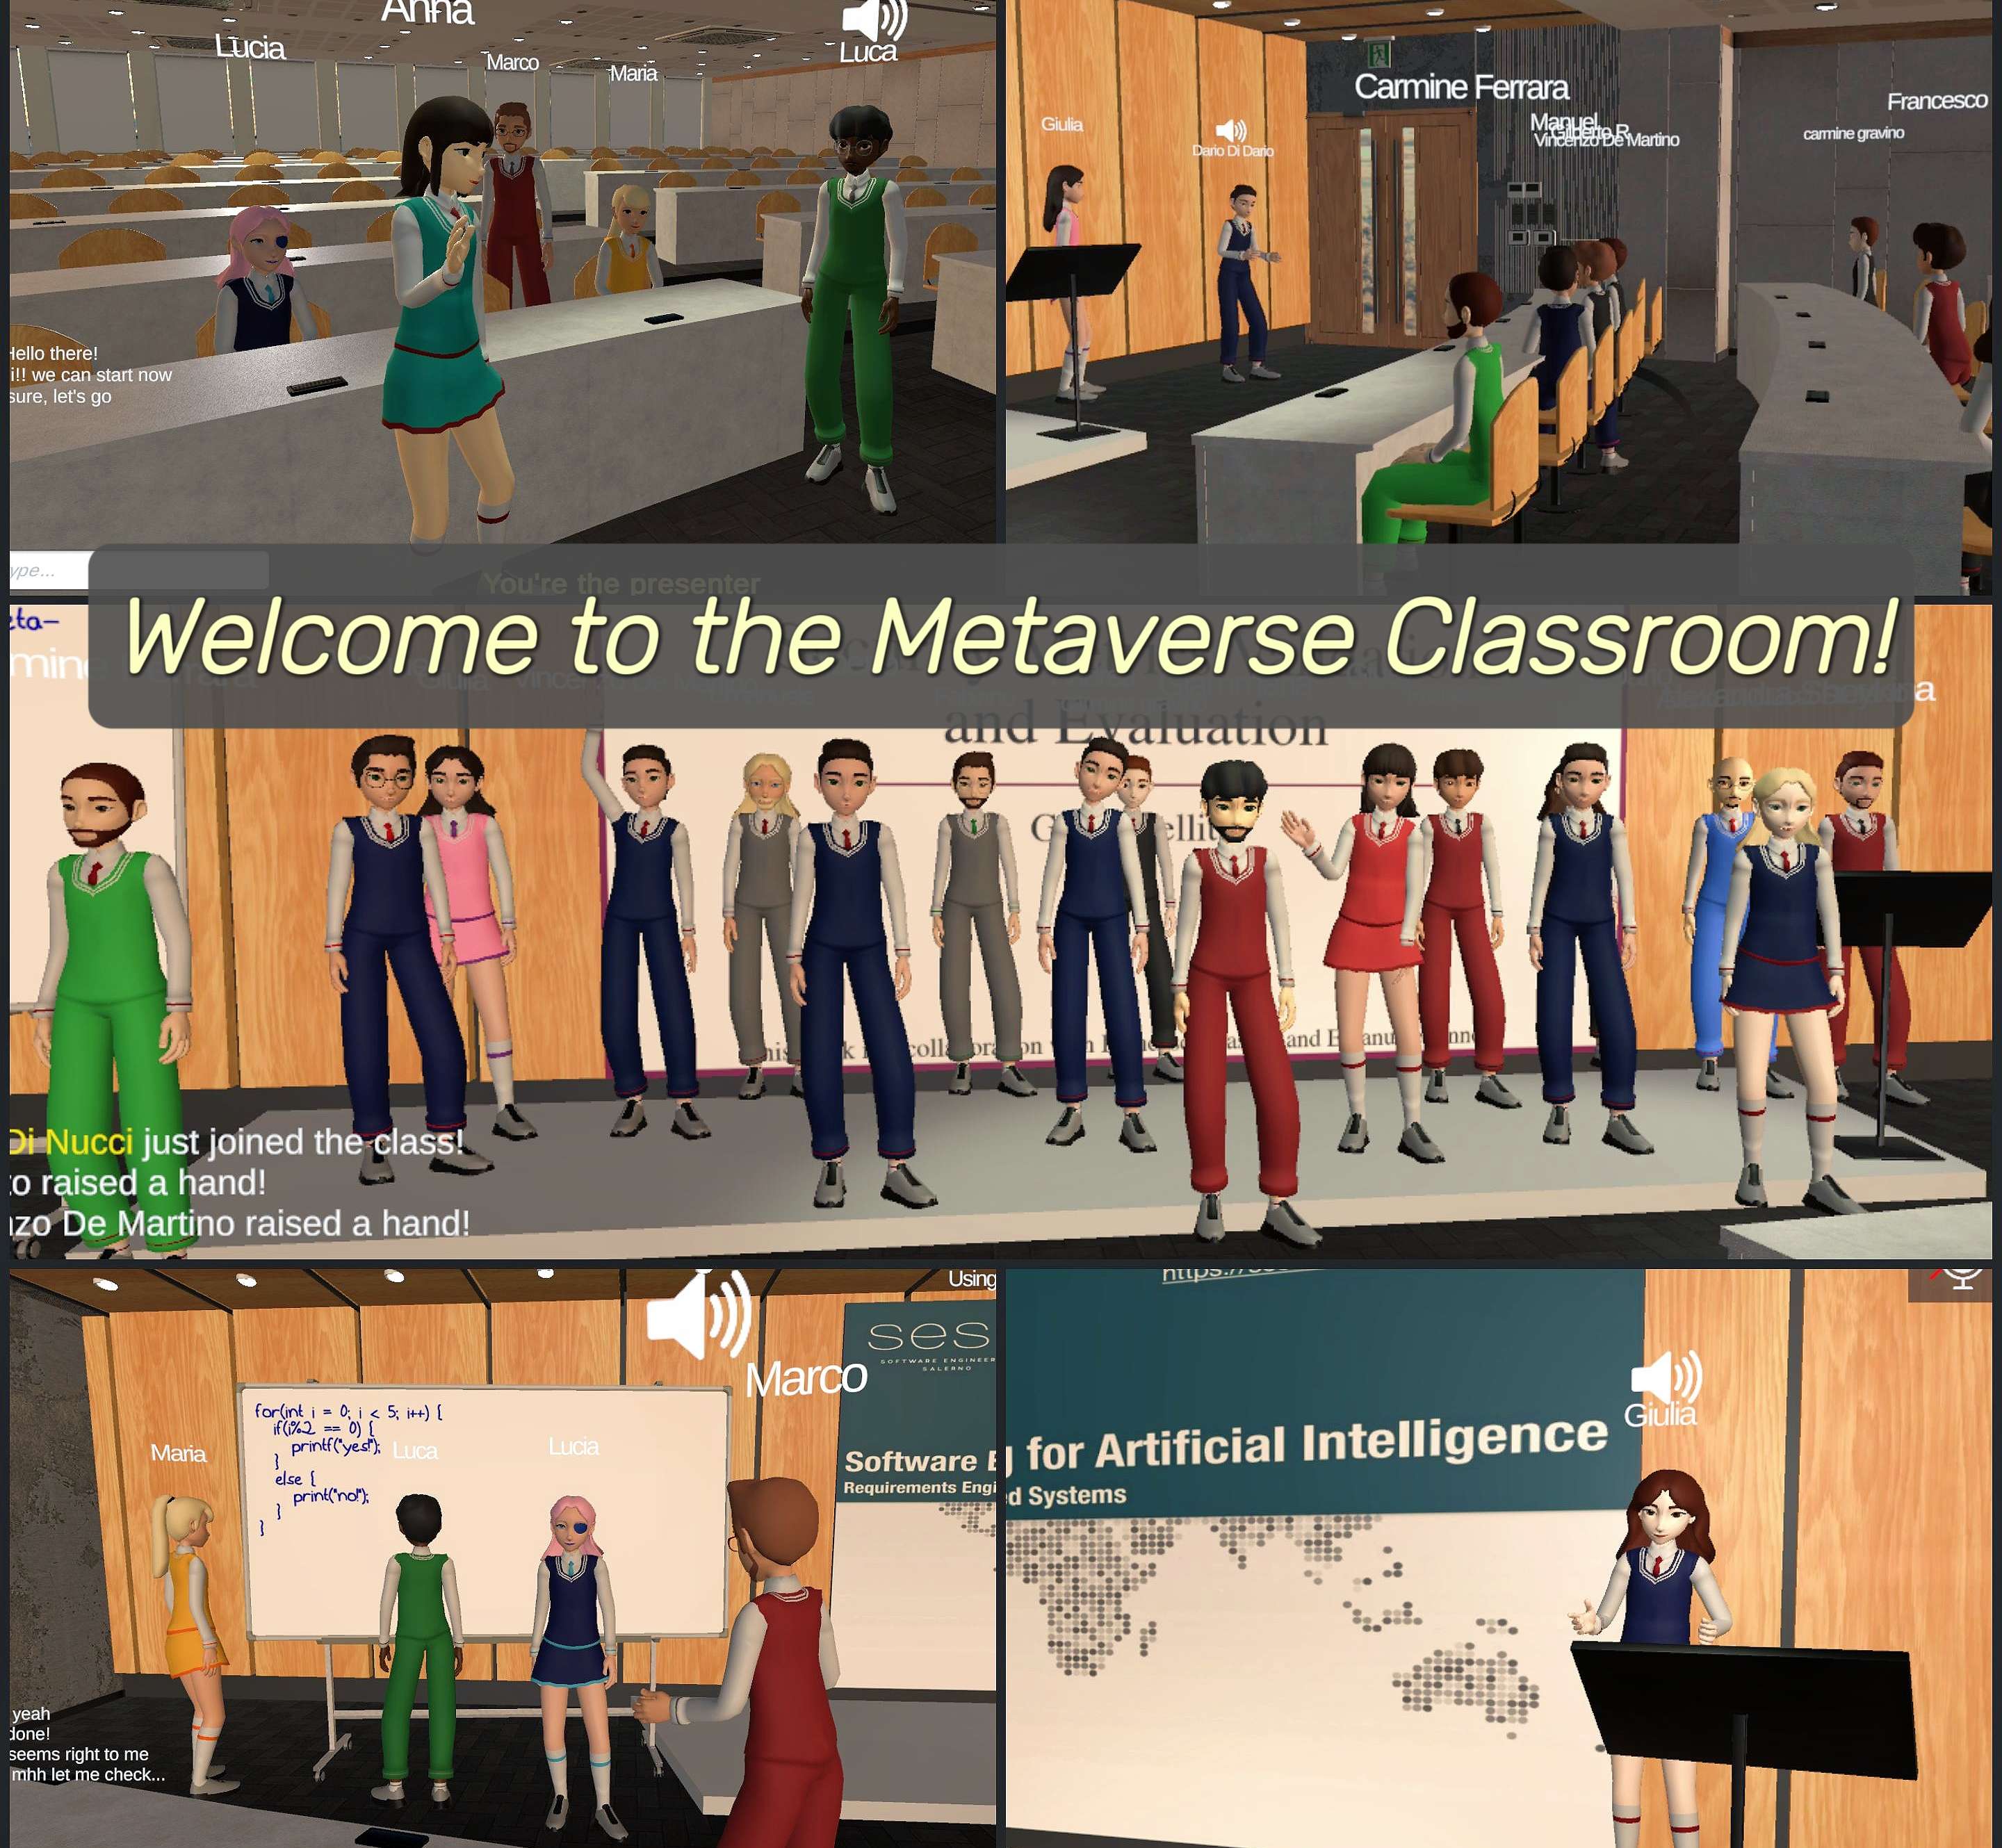 Anna
Lucia
Marco
Maria
Luca
Hello there!
i!! we can start now
sure, let's go
ype...
You're the presenter
Carmine Ferrara
Giulia
Dario Di Dario
Manuel
Gilberto R.
Vincenzo De Martino
carmine gravino
Francesco
Welcome to the Metaverse Classroom!
eta-
and Evaluation
Di Nucci just joined the class!
o raised a hand!
nzo De Martino raised a hand!
Using
Marco
ses
SOFTWARE ENGINEER
SALERNO
Maria
Luca
Lucia
for(int i = 0; i < 5; i++) {
if(i%2 == 0) {
printf("yes!");
}
else {
print("no!");
}
}
Software E
Requirements Engi
yeah
done!
seems right to me
mhh let me check...
https://
Giulia
g for Artificial Intelligence
d Systems